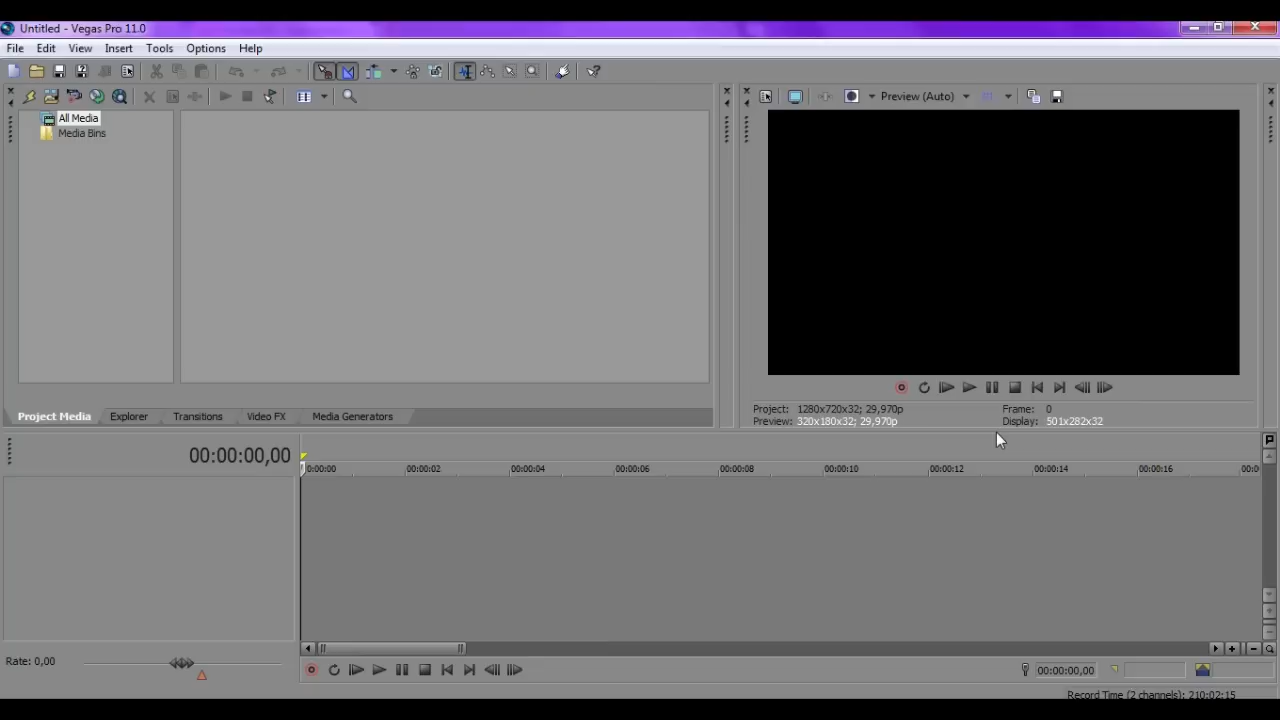 Untitled - Vegas Pro 11.0
File Edit View Insert Tools Options Help
Preview (Auto)
All Media
Media Bins
Project Media Explorer Transitions Video FX Media Generators
Project: 1280x720x32; 29,970p Frame: 0
Preview: 320x180x32; 29,970p Display: 501x282x32
00:00:00,00
0:00:00 00:00:02 00:00:04 00:00:06 00:00:08 00:00:10 00:00:12 00:00:14 00:00:16 00:0
Rate: 0,00
00:00:00,00
Record Time (2 channels): 210:02:15